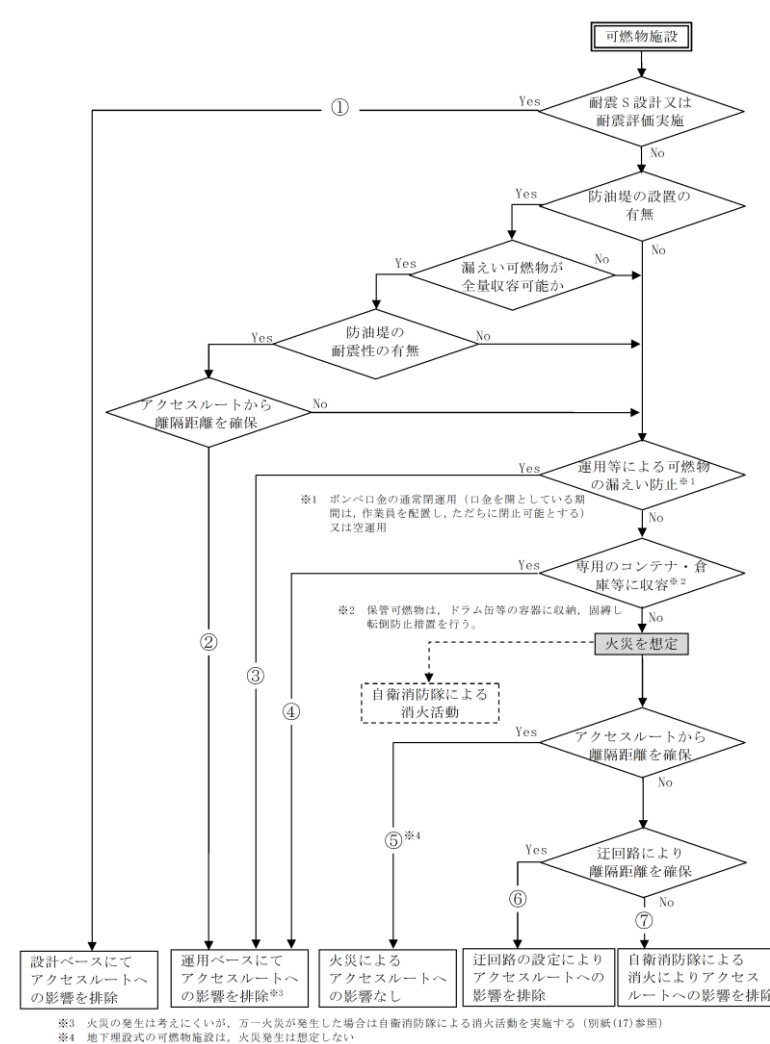 可燃物施設
Yes
①
耐震S設計又は
耐震評価実施
No
Yes
防油堤の設置の
有無
No
Yes
漏えい可燃物が
全量収容可能か
No
Yes
防油堤の
耐震性の有無
No
アクセスルートから
離隔距離を確保
No
Yes
運用等による可燃物
の漏えい防止※1
※1 ボンベ口金の通常閉運用(口金を開としている期
間は,作業員を配置し,ただちに閉止可能とする)
又は空運用
No
Yes
専用のコンテナ・倉
庫等に収容※2
※2 保管可燃物は,ドラム缶等の容器に収納,固縛し
転倒防止措置を行う。
No
火災を想定
②
③
④
自衛消防隊による
消火活動
Yes
アクセスルートから
離隔距離を確保
No
⑤※4
Yes
迂回路により
離隔距離を確保
No
⑥
⑦
設計ベースにて
アクセスルートへ
の影響を排除
運用ベースにて
アクセスルートへ
の影響を排除※3
火災による
アクセスルートへ
の影響なし
迂回路の設定により
アクセスルートへの
影響を排除
自衛消防隊による
消火によりアクセス
ルートへの影響を排除
※3 火災の発生は考えにくいが,万一火災が発生した場合は自衛消防隊による消火活動を実施する(別紙(17)参照)
※4 地下埋設式の可燃物施設は,火災発生は想定しない